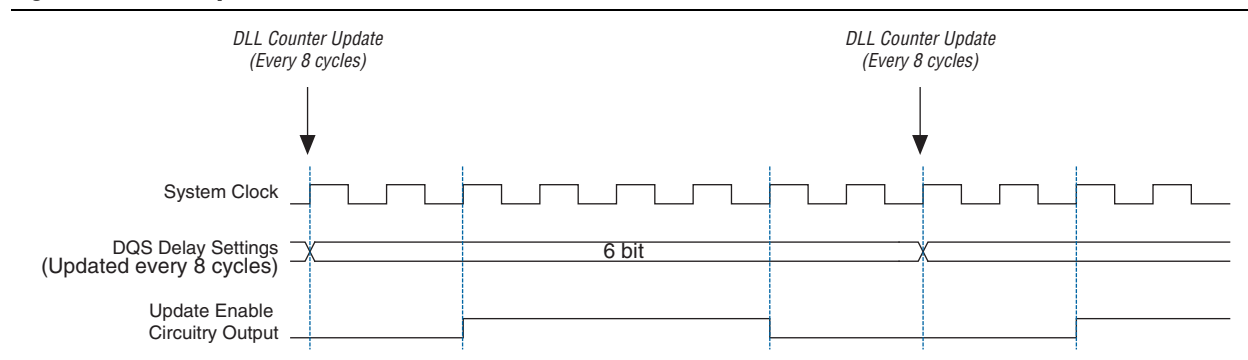 DLL Counter Update
(Every 8 cycles)
DLL Counter Update
(Every 8 cycles)
System Clock
DQS Delay Settings
(Updated every 8 cycles)
6 bit
Update Enable
Circuitry Output